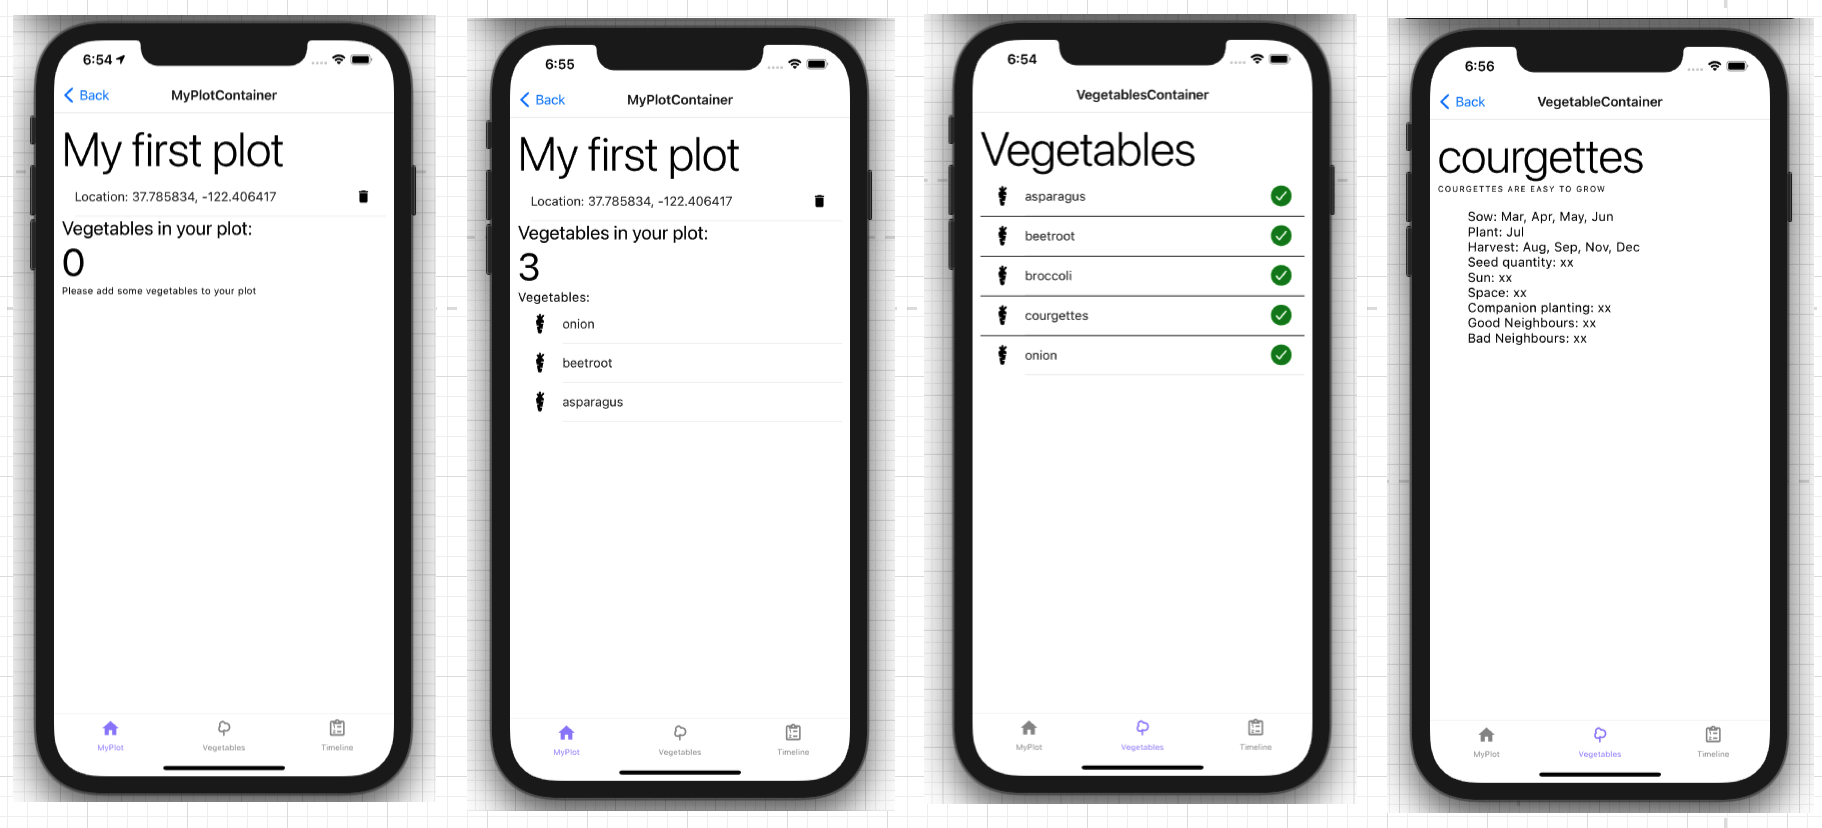 6:54
Back
MyPlotContainer
My first plot
Location: 37.785834, -122.406417
Vegetables in your plot:
0
Please add some vegetables to your plot
MyPlot
Vegetables
Timeline
6:55
Back
MyPlotContainer
My first plot
Location: 37.785834, -122.406417
Vegetables in your plot:
3
Vegetables:
onion
beetroot
asparagus
MyPlot
Vegetables
Timeline
6:54
VegetablesContainer
Vegetables
asparagus
beetroot
broccoli
courgettes
onion
MyPlot
Vegetables
Timeline
6:56
Back
VegetableContainer
courgettes
COURGETTES ARE EASY TO GROW
Sow: Mar, Apr, May, Jun
Plant: Jul
Harvest: Aug, Sep, Nov, Dec
Seed quantity: xx
Sun: xx
Space: xx
Companion planting: xx
Good Neighbours: xx
Bad Neighbours: xx
MyPlot
Vegetables
Timeline